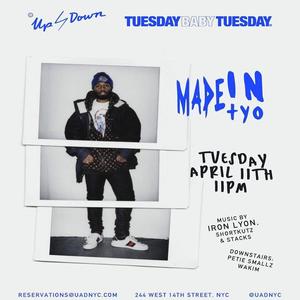 © Up Down
TUESDAY BABY TUESDAY.
MADE IN
+yo
TUESDAY
APRIL 11TH
11PM
MUSIC BY
IRON LYON,
SHORTKUTZ
& STACKS
DOWNSTAIRS,
PETIE SMALLZ
WAKIM
RESERVATIONS@UADNYC.COM
244 WEST 14TH STREET, NYC
@UADNYC